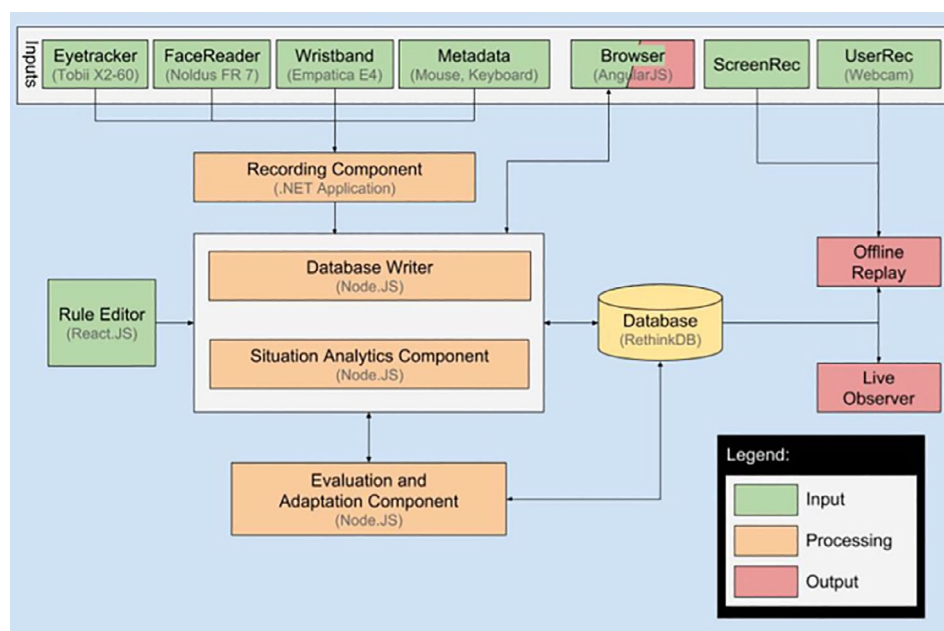 Inputs
Eyetracker
(Tobii X2-60)
FaceReader
(Noldus FR 7)
Wristband
(Empatica E4)
Metadata
(Mouse, Keyboard)
Browser
(AngularJS)
ScreenRec
UserRec
(Webcam)
Recording Component
(.NET Application)
Database Writer
(Node.JS)
Rule Editor
(React.JS)
Situation Analytics Component
(Node.JS)
Database
(RethinkDB)
Offline
Replay
Live
Observer
Evaluation and
Adaptation Component
(Node.JS)
Legend:
Input
Processing
Output